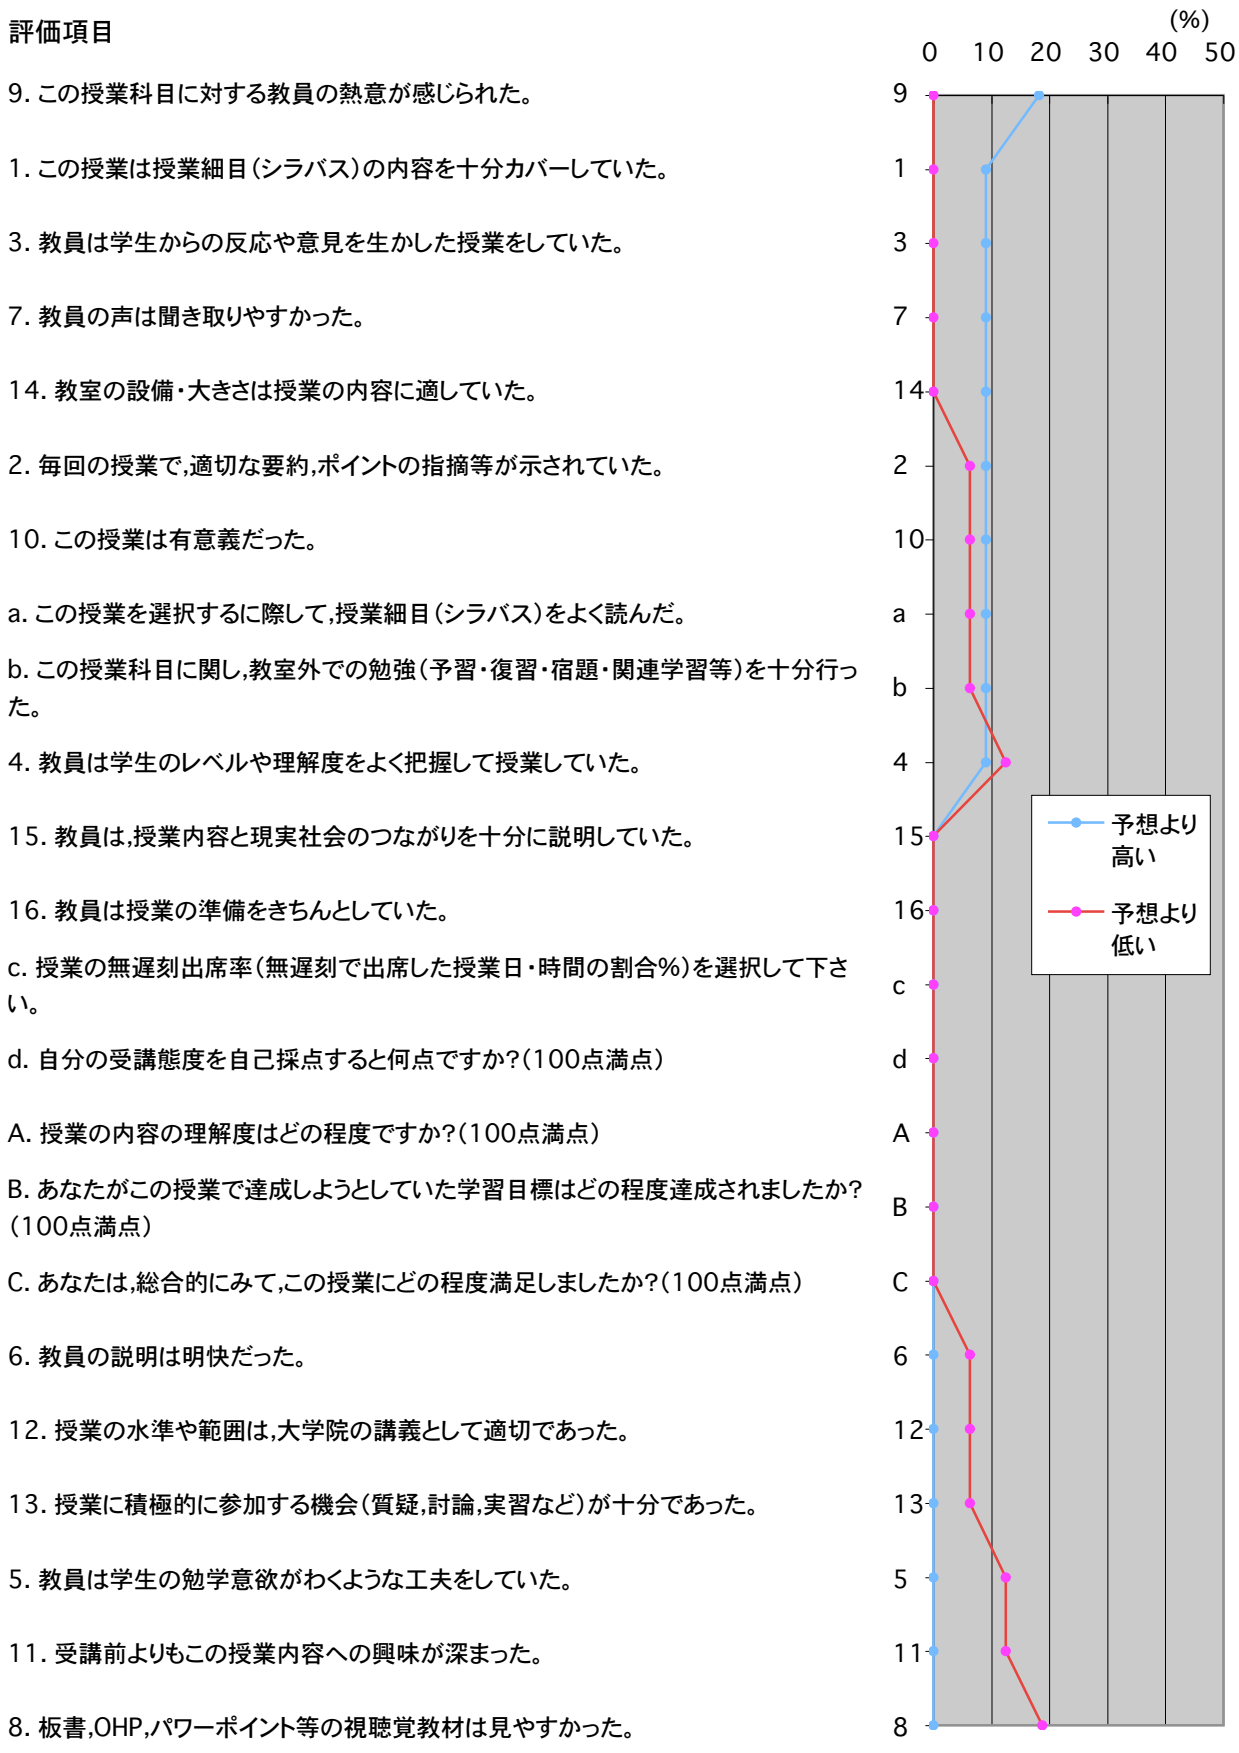 評価項目
(%)
0 10 20 30 40 50
9. この授業科目に対する教員の熱意が感じられた。
9
1. この授業は授業細目(シラバス)の内容を十分カバーしていた。
1
3. 教員は学生からの反応や意見を生かした授業をしていた。
3
7. 教員の声は聞き取りやすかった。
7
14. 教室の設備・大きさは授業の内容に適していた。
14
2. 毎回の授業で,適切な要約,ポイントの指摘等が示されていた。
2
10. この授業は有意義だった。
10
a. この授業を選択するに際して,授業細目(シラバス)をよく読んだ。
a
b. この授業科目に関し,教室外での勉強(予習・復習・宿題・関連学習等)を十分行っ
た。
b
4. 教員は学生のレベルや理解度をよく把握して授業していた。
4
15. 教員は,授業内容と現実社会のつながりを十分に説明していた。
15
予想より
高い
予想より
低い
16. 教員は授業の準備をきちんとしていた。
16
c. 授業の無遅刻出席率(無遅刻で出席した授業日・時間の割合%)を選択して下さ
い。
c
d. 自分の受講態度を自己採点すると何点ですか?(100点満点)
d
A. 授業の内容の理解度はどの程度ですか?(100点満点)
A
B. あなたがこの授業で達成しようとしていた学習目標はどの程度達成されましたか?
(100点満点)
B
C. あなたは,総合的にみて,この授業にどの程度満足しましたか?(100点満点)
C
6. 教員の説明は明快だった。
6
12. 授業の水準や範囲は,大学院の講義として適切であった。
12
13. 授業に積極的に参加する機会(質疑,討論,実習など)が十分であった。
13
5. 教員は学生の勉学意欲がわくような工夫をしていた。
5
11. 受講前よりもこの授業内容への興味が深まった。
11
8. 板書,OHP,パワーポイント等の視聴覚教材は見やすかった。
8